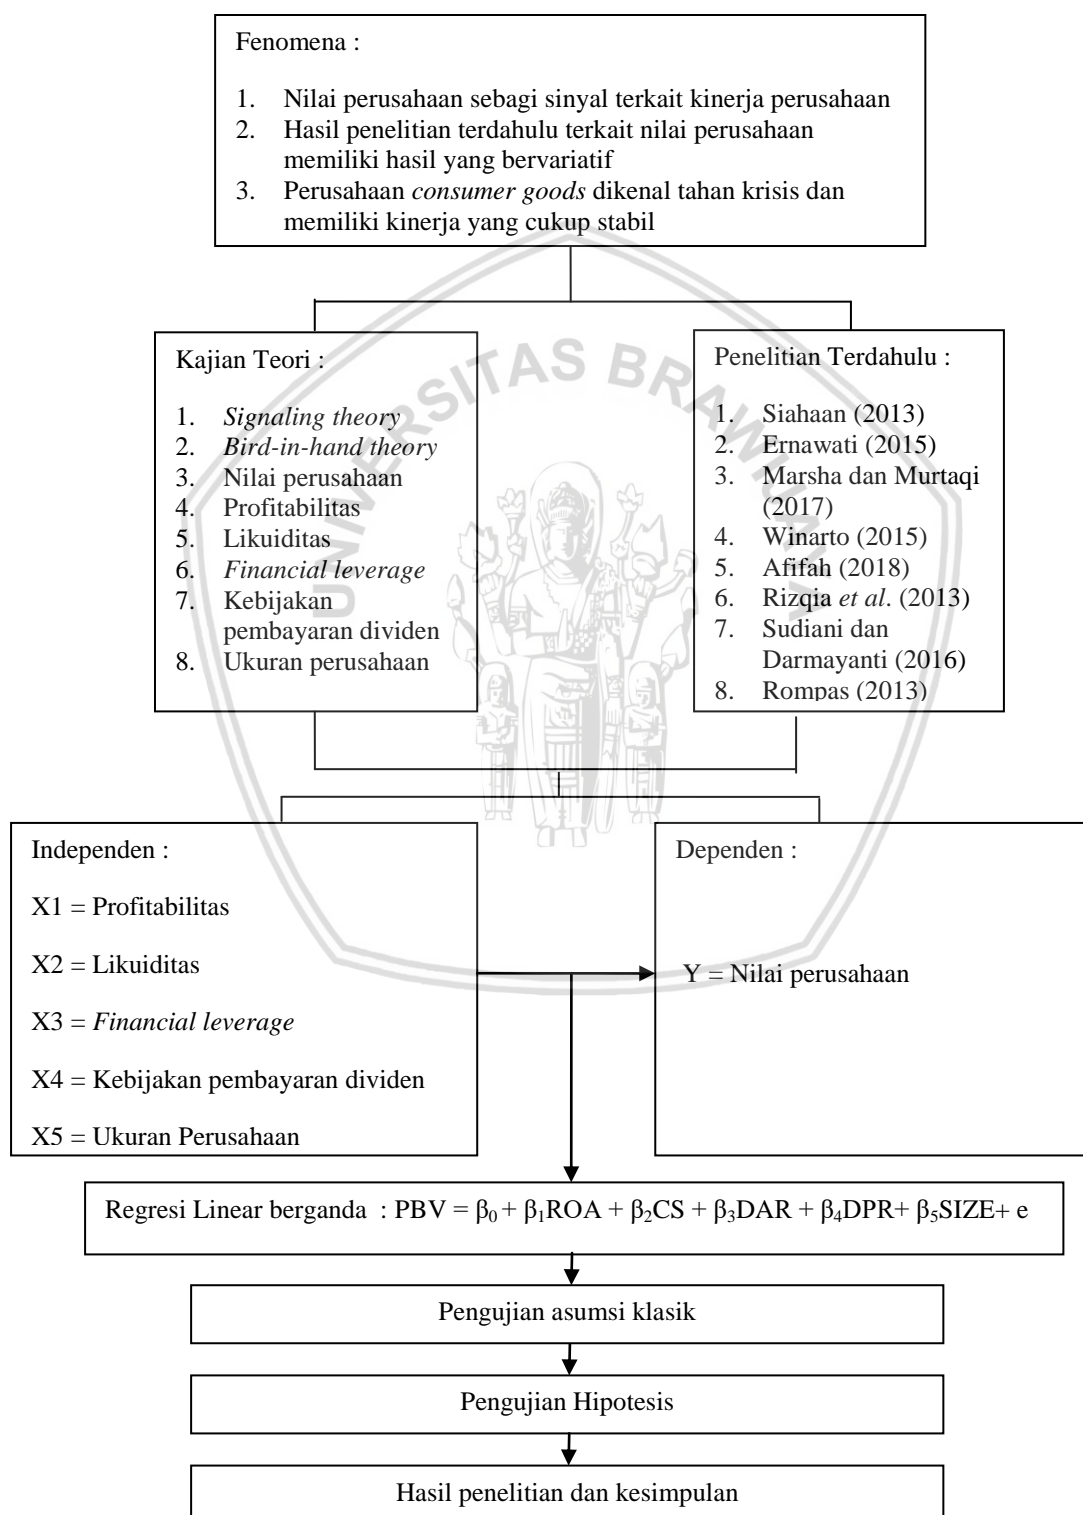 Fenomena :
1. Nilai perusahaan sebagi sinyal terkait kinerja perusahaan
2. Hasil penelitian terdahulu terkait nilai perusahaan
memiliki hasil yang bervariatif
3. Perusahaan consumer goods dikenal tahan krisis dan
memiliki kinerja yang cukup stabil
UNIVERSITAS BRAWIJAYA
Kajian Teori :
1. Signaling theory
2. Bird-in-hand theory
3. Nilai perusahaan
4. Profitabilitas
5. Likuiditas
6. Financial leverage
7. Kebijakan
pembayaran dividen
8. Ukuran perusahaan
Penelitian Terdahulu :
1. Siahaan (2013)
2. Ernawati (2015)
3. Marsha dan Murtaqi
(2017)
4. Winarto (2015)
5. Afifah (2018)
6. Rizqia et al. (2013)
7. Sudiani dan
Darmayanti (2016)
8. Rompas (2013)
Independen :
X1 = Profitabilitas
X2 = Likuiditas
X3 = Financial leverage
X4 = Kebijakan pembayaran dividen
X5 = Ukuran Perusahaan
Dependen :
Y = Nilai perusahaan
Regresi Linear berganda : PBV = β₀ + β₁ROA + β₂CS + β₃DAR + β₄DPR+ β₅SIZE+ e
Pengujian asumsi klasik
Pengujian Hipotesis
Hasil penelitian dan kesimpulan